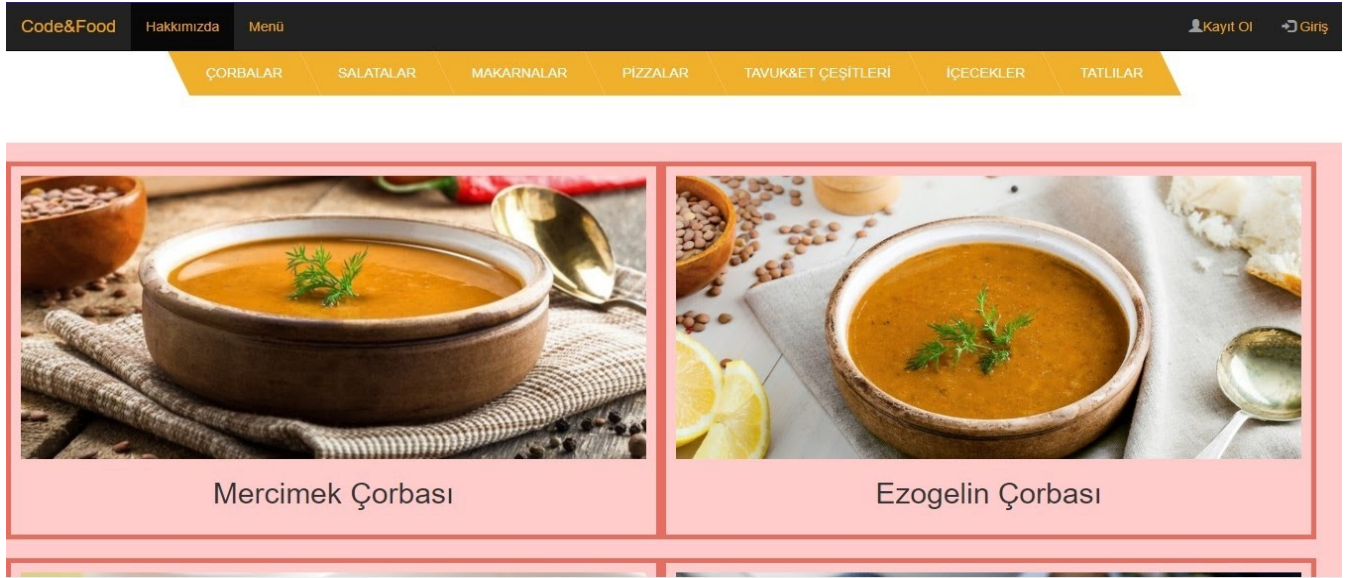 Code&Food Hakkımızda Menü Kayıt Ol Giriş
ÇORBALAR SALATALAR MAKARNALAR PİZZALAR TAVUK&ET ÇEŞİTLERİ İÇECEKLER TATLILAR
Mercimek Çorbası Ezogelin Çorbası